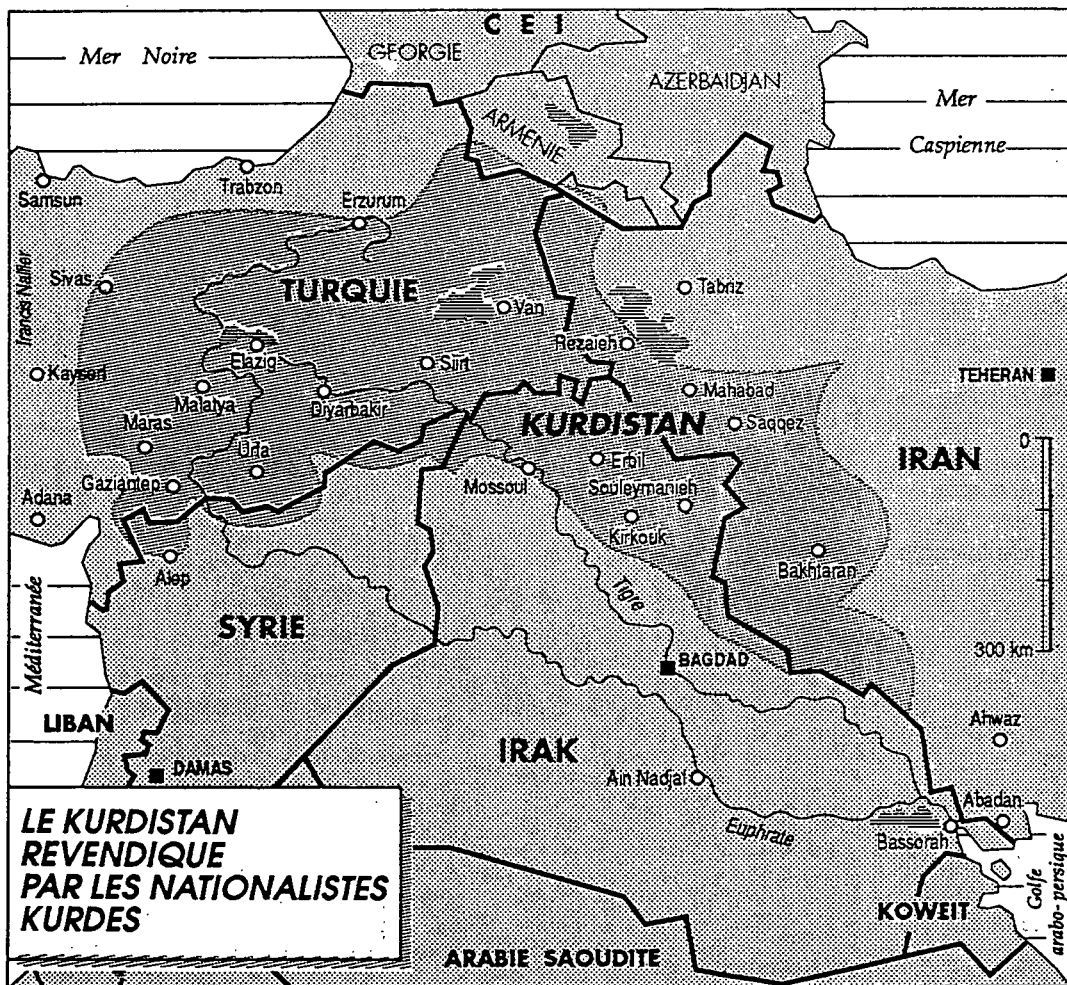 C E I
Mer Noire
GEORGIE
AZERBAIDJAN
Mer
Caspienne
ARMENIE
Samsun
Trabzon
Erzurum
Sivas
TURQUIE
Van
Tabriz
Rezaieh
Elazig
Siirt
Kayseri
Malatya
Diyarbakir
Mahabad
TEHERAN
Maras
KURDISTAN
Saqqez
Urfa
Erbil
IRAN
0
Gaziantep
Mossoul
Souleymanieh
Adana
Kirkouk
Alep
Bakhtaran
Méditerranée
Tigre
SYRIE
300 km
BAGDAD
LIBAN
Ahwaz
IRAK
DAMAS
Ain Nadjaf
Abadan
Euphrate
Bassorah
LE KURDISTAN
REVENDIQUE
PAR LES NATIONALISTES
KURDES
KOWEIT
Golfe
arabo-persique
ARABIE SAOUDITE